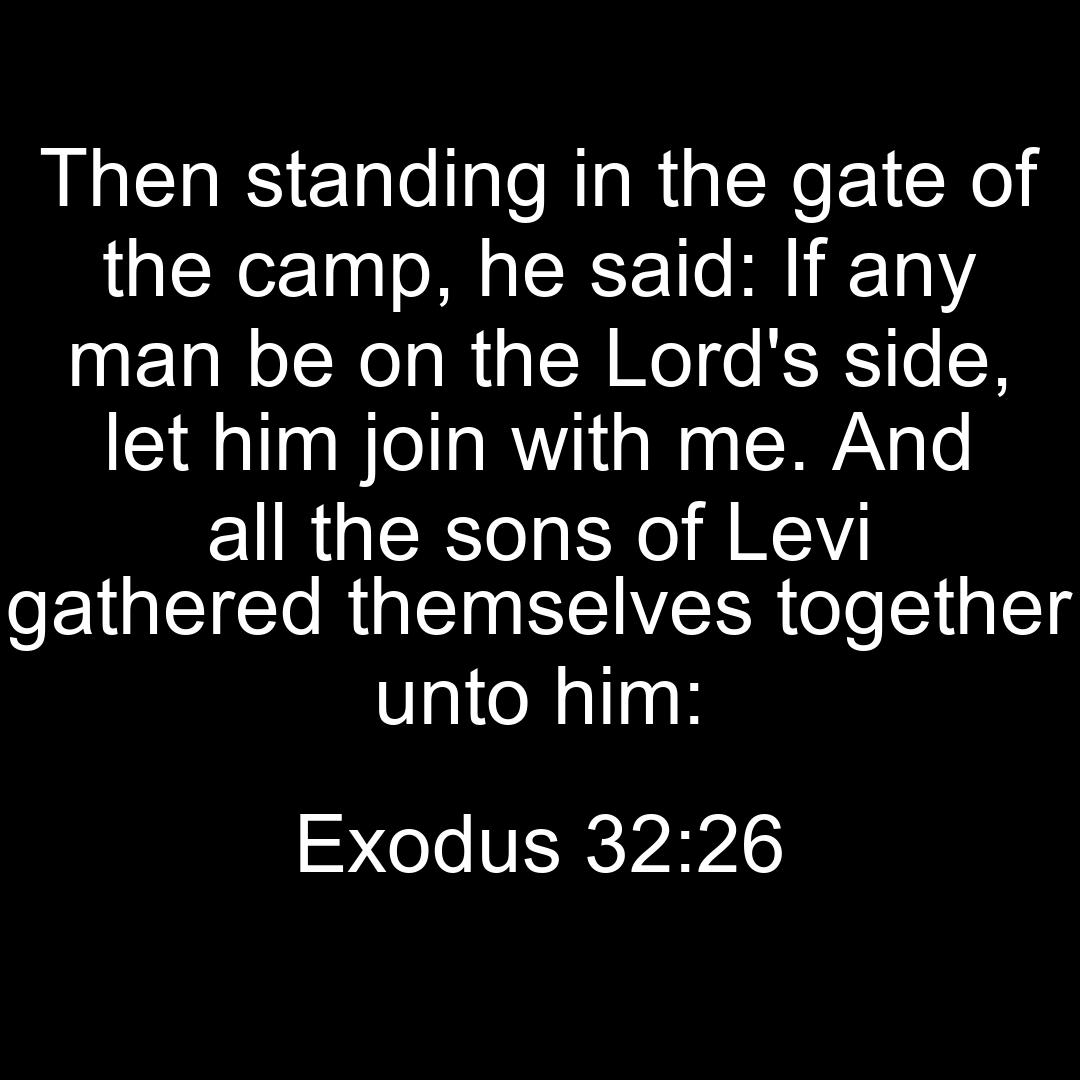 Then standing in the gate of
the camp, he said: If any
man be on the Lord's side,
let him join with me. And
all the sons of Levi
gathered themselves together
unto him:
Exodus 32:26